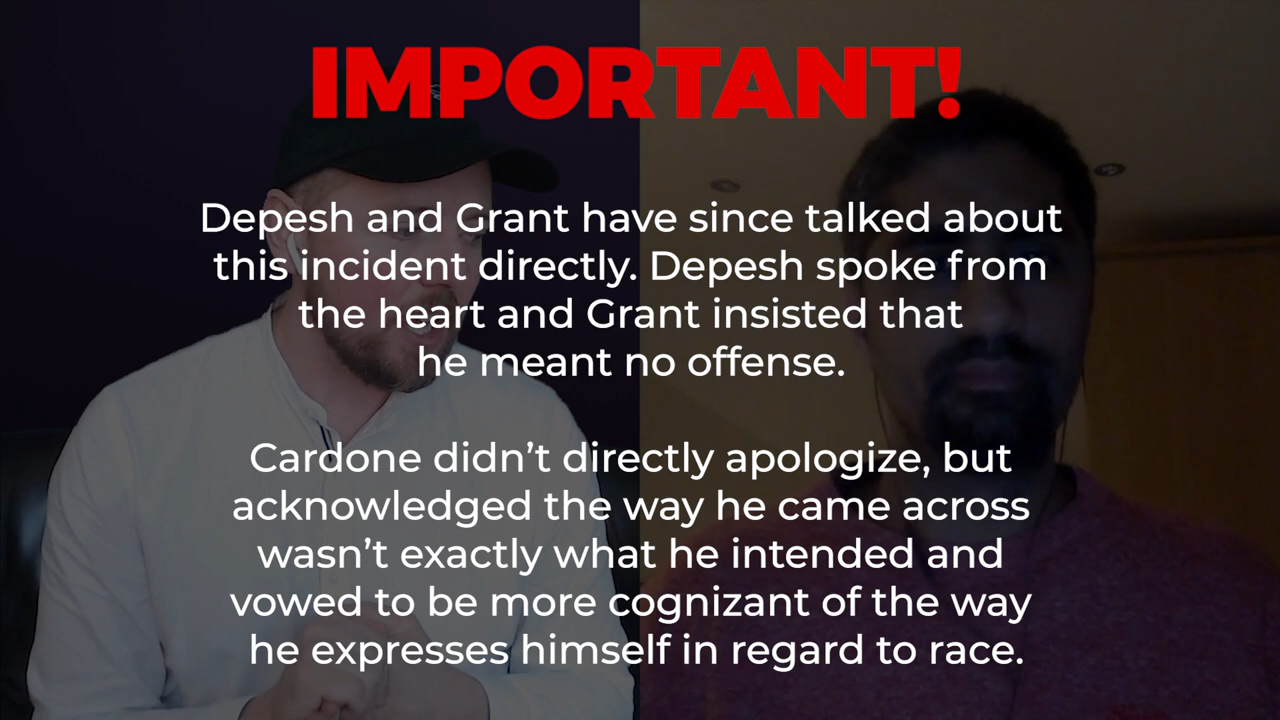 IMPORTANT!
Depesh and Grant have since talked about
this incident directly. Depesh spoke from
the heart and Grant insisted that
he meant no offense.
Cardone didn’t directly apologize, but
acknowledged the way he came across
wasn’t exactly what he intended and
vowed to be more cognizant of the way
he expresses himself in regard to race.